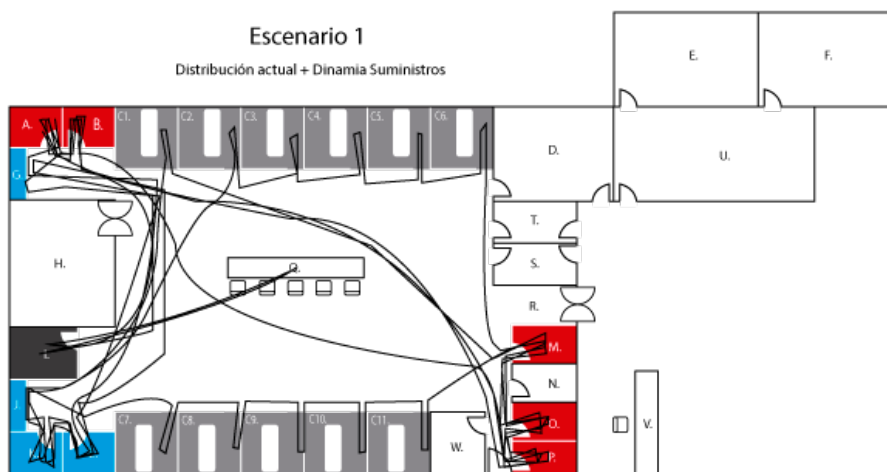 Escenario 1
Distribución actual + Dinamia Suministros
E.
F.
A.
B.
C1.
C2.
C3.
C4.
C5.
C6.
D.
U.
G.
T.
H.
S.
R.
M.
N.
J.
C7.
C8.
C9.
C10.
C11.
O.
V.
W.
P.